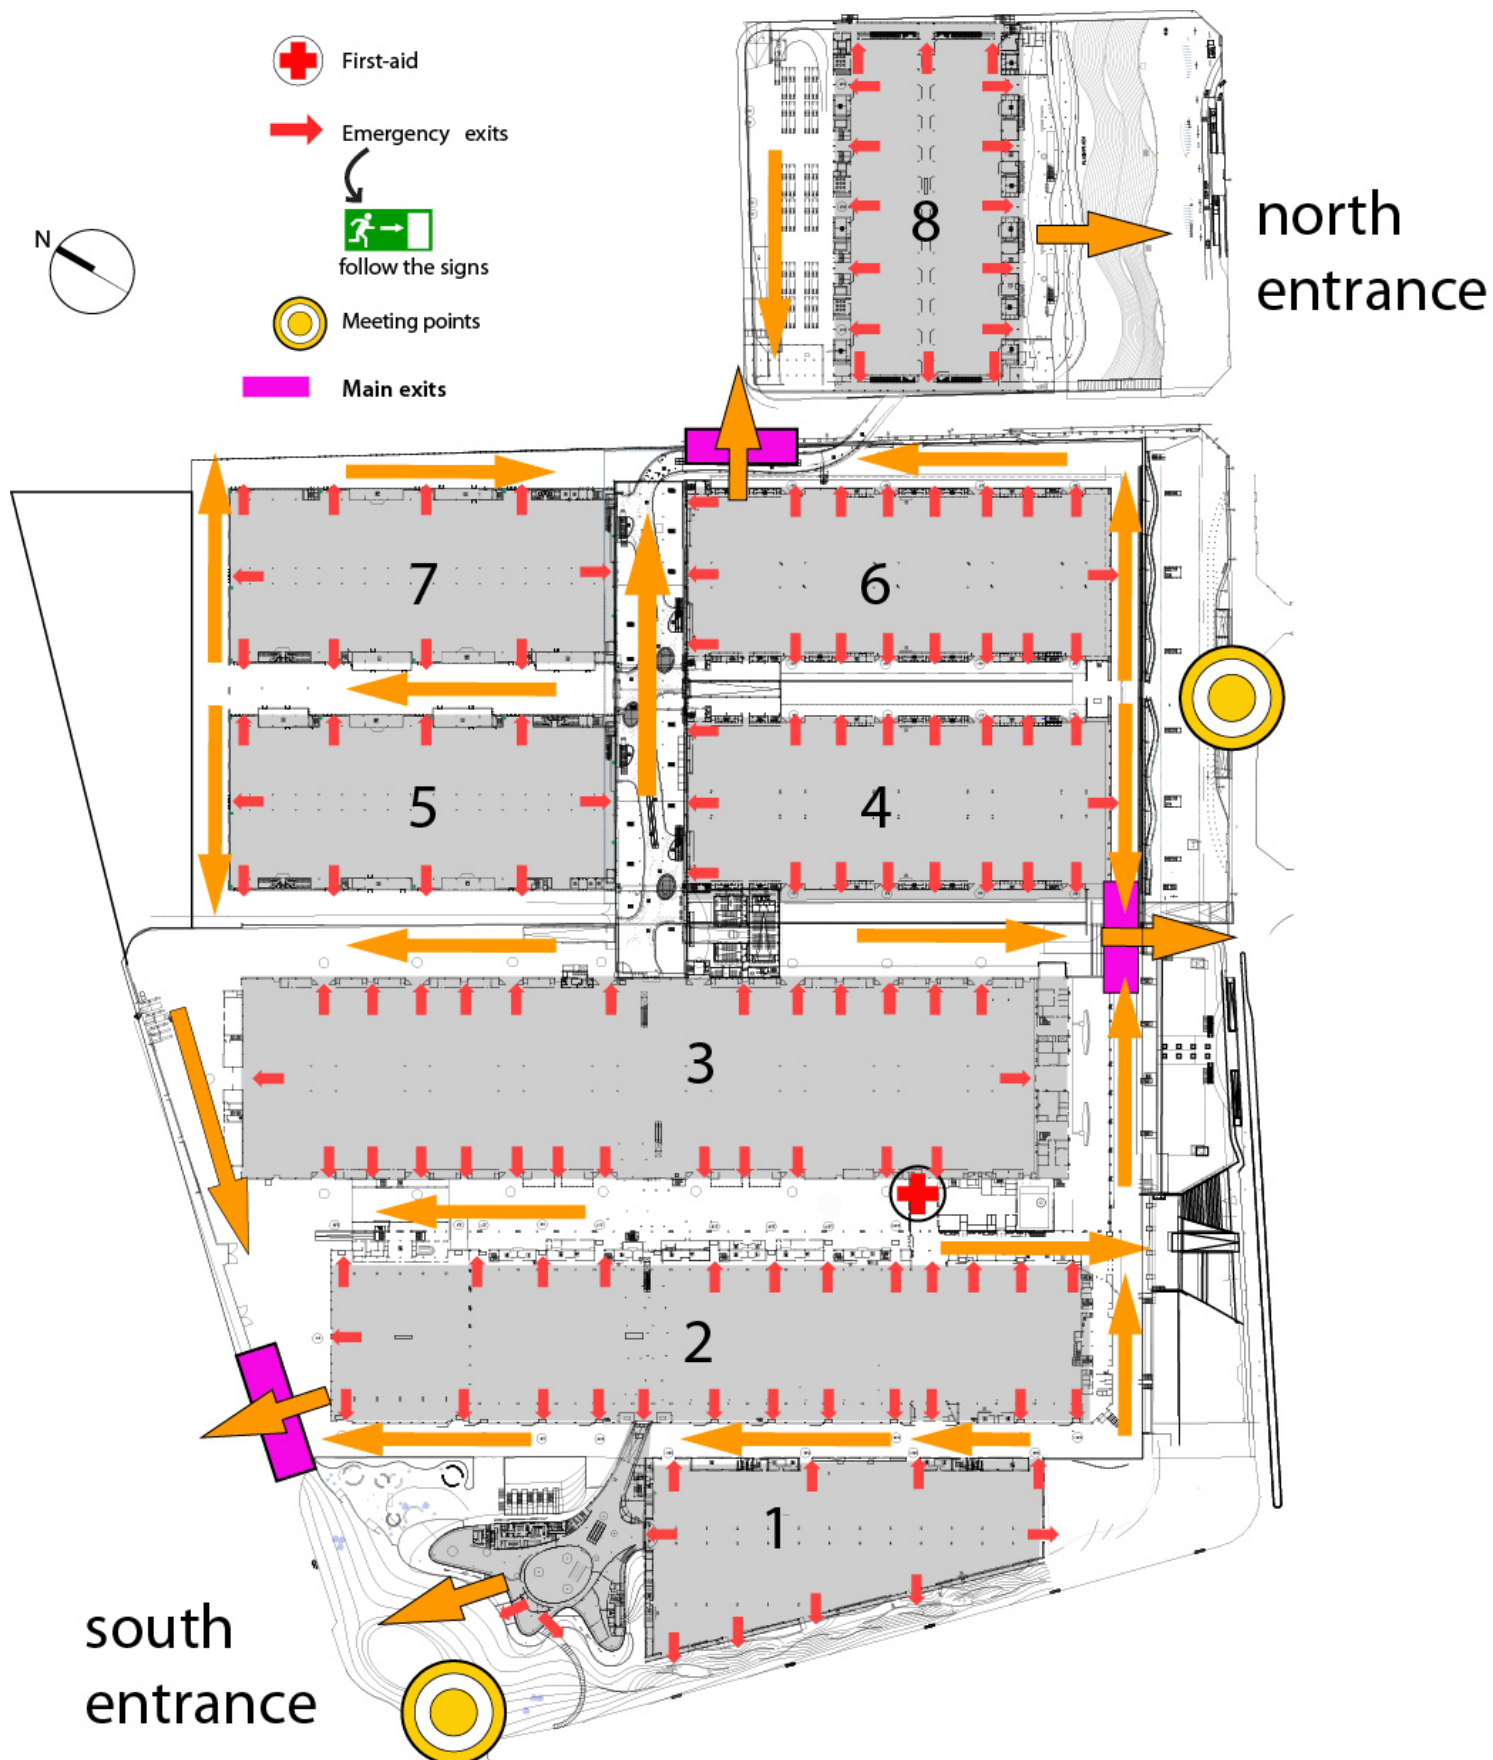 First-aid
Emergency exits
follow the signs
N
Meeting points
Main exits
north
entrance
8
7
6
5
4
3
2
1
south
entrance